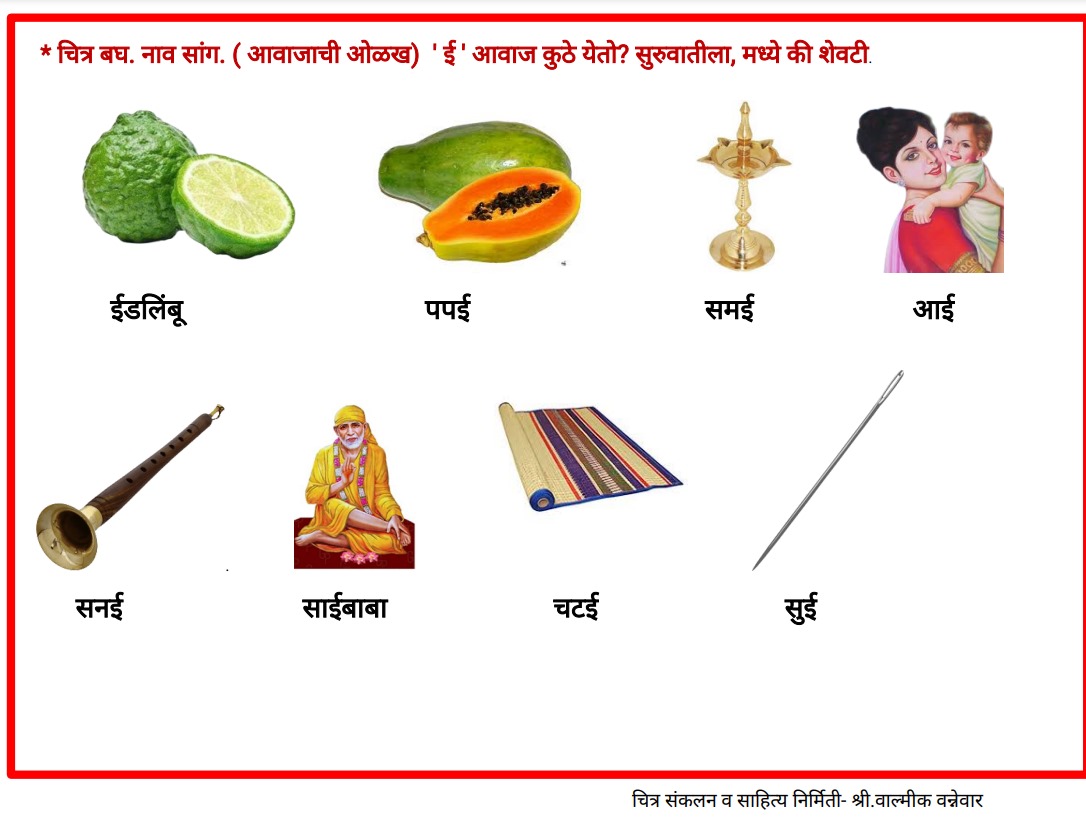 * चित्र बघ. नाव सांग. ( आवाजाची ओळख) ' ई ' आवाज कुठे येतो? सुरुवातीला, मध्ये की शेवटी.
ईडलिंबू पपई समई आई
सनई साईबाबा चटई सुई
चित्र संकलन व साहित्य निर्मिती- श्री.वाल्मीक वन्नेवार